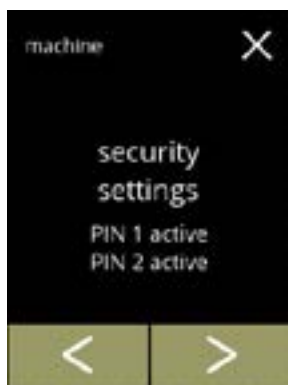 machine
security
settings
PIN 1 active
PIN 2 active